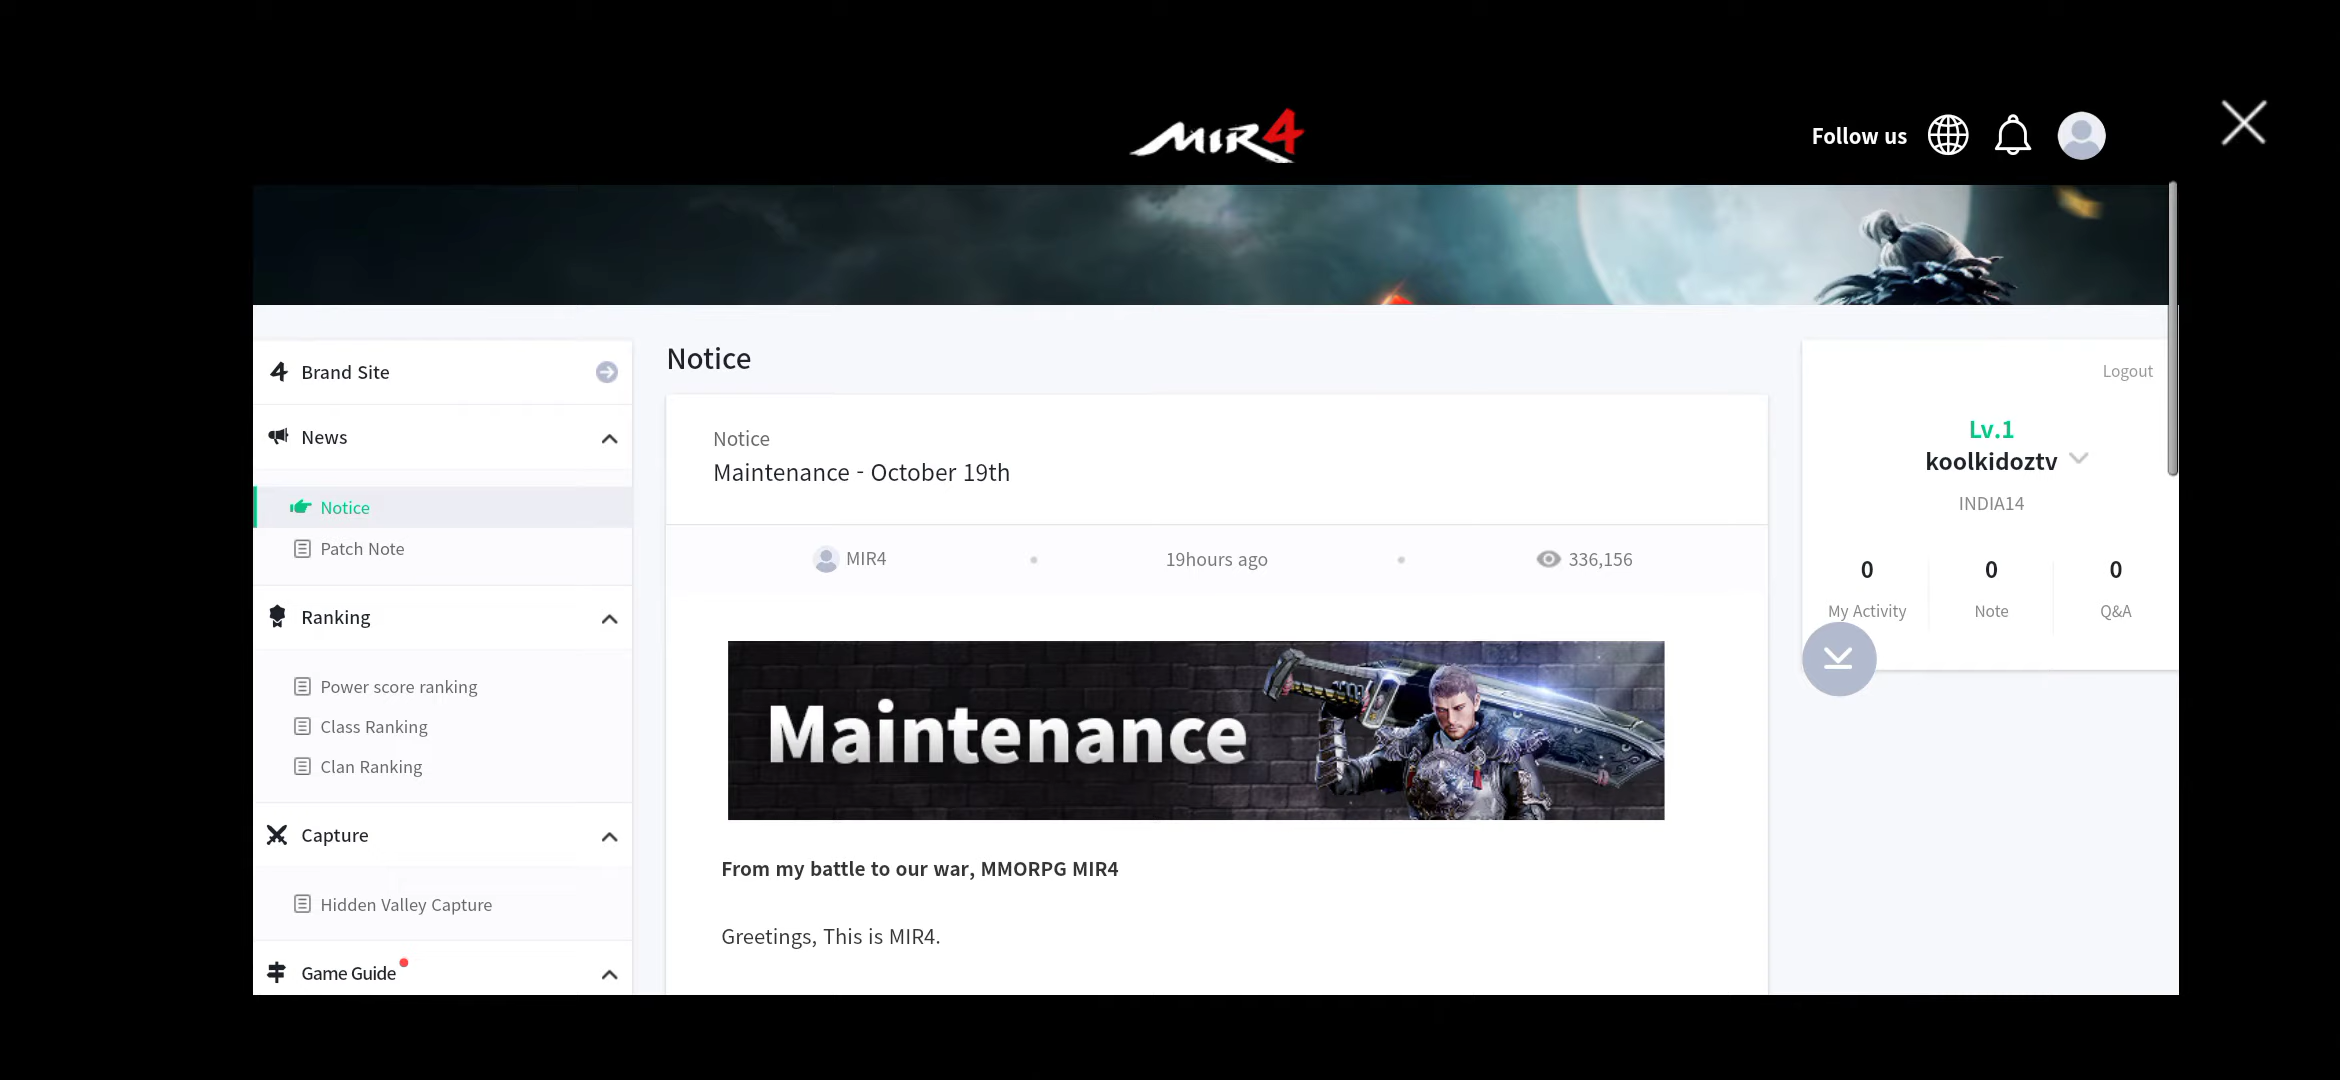 MIR4
Follow us
Brand Site
News
Notice
Patch Note
Ranking
Power score ranking
Class Ranking
Clan Ranking
Capture
Hidden Valley Capture
Game Guide
Notice
Notice
Maintenance - October 19th
MIR4
19hours ago
336,156
Maintenance
From my battle to our war, MMORPG MIR4
Greetings, This is MIR4.
Logout
Lv.1
koolkidoztv
INDIA14
0 0 0
My Activity Note Q&A